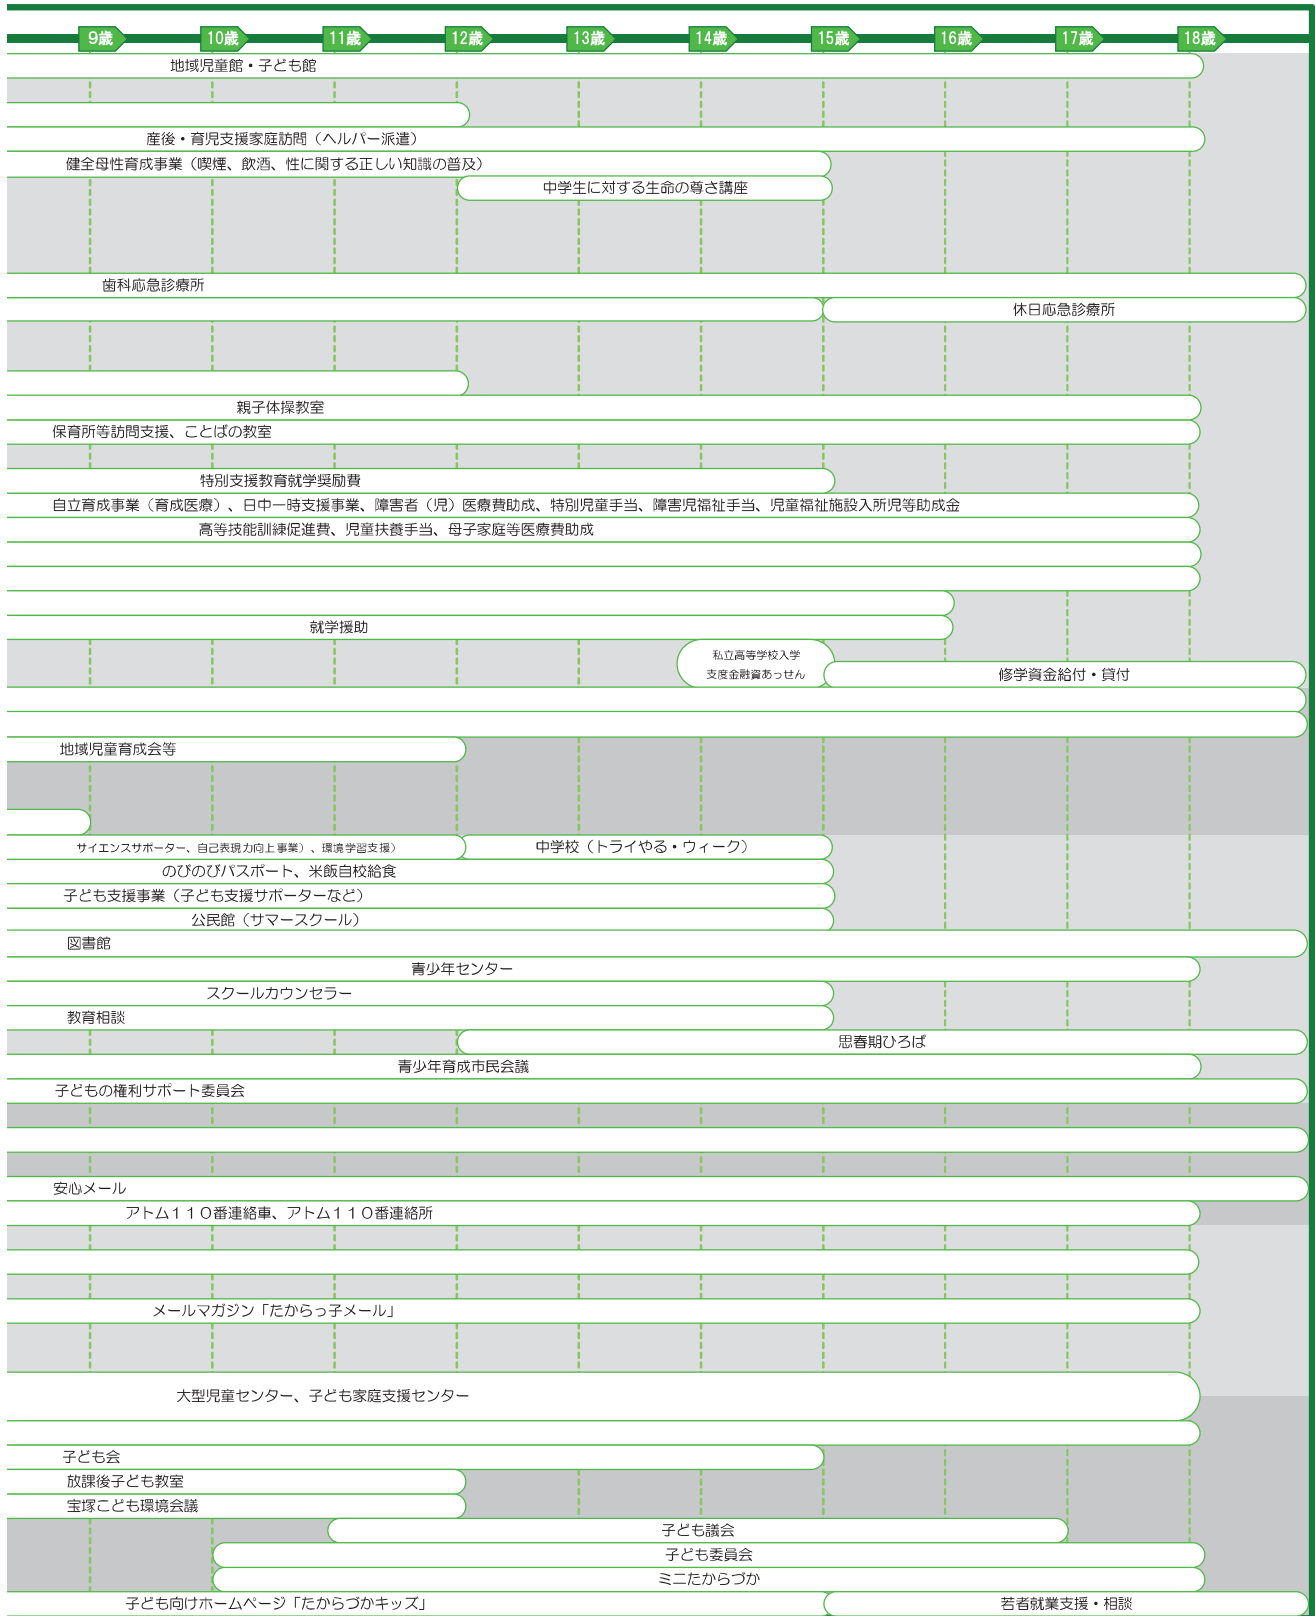 9歳 10歳 11歳 12歳 13歳 14歳 15歳 16歳 17歳 18歳
地域児童館・子ども館
産後・育児支援家庭訪問（ヘルパー派遣）
健全母性育成事業（喫煙、飲酒、性に関する正しい知識の普及）
中学生に対する生命の尊さ講座
歯科応急診療所
休日応急診療所
親子体操教室
保育所等訪問支援、ことばの教室
特別支援教育就学奨励費
自立育成事業（育成医療）、日中一時支援事業、障害者（児）医療費助成、特別児童手当、障害児福祉手当、児童福祉施設入所児等助成金
高等技能訓練促進費、児童扶養手当、母子家庭等医療費助成
就学援助
私立高等学校入学
支度金融資あっせん
修学資金給付・貸付
地域児童育成会等
サイエンスサポーター、自己表現力向上事業）、環境学習支援）
中学校（トライやる・ウィーク）
のびのびパスポート、米飯自校給食
子ども支援事業（子ども支援サポーターなど）
公民館（サマースクール）
図書館
青少年センター
スクールカウンセラー
教育相談
思春期ひろば
青少年育成市民会議
子どもの権利サポート委員会
安心メール
アトム１１０番連絡車、アトム１１０番連絡所
メールマガジン「たからっ子メール」
大型児童センター、子ども家庭支援センター
子ども会
放課後子ども教室
宝塚こども環境会議
子ども議会
子ども委員会
ミニたからづか
子ども向けホームページ「たからづかキッズ」
若者就業支援・相談